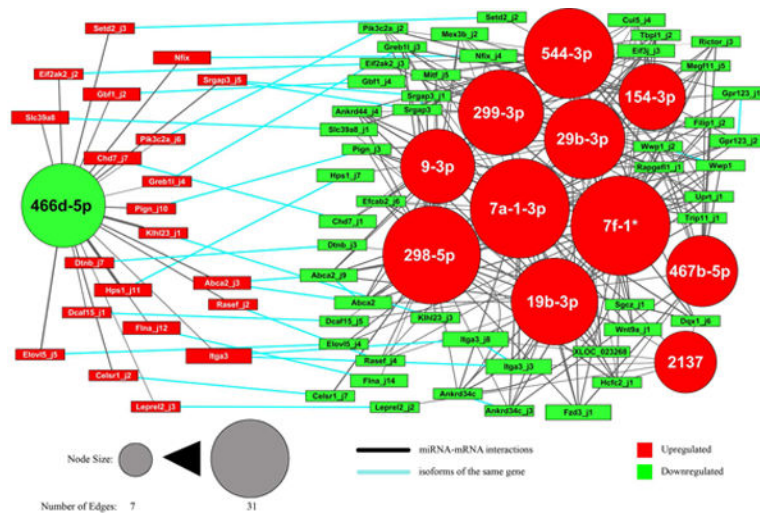 Setd2_j3
Nfix
Eif2ak2_j2
Srgap3_j5
Gbf1_j2
Slc39a8
Pik3c2a_j6
Chd7_j7
Greb1l_j4
Pign_j10
466d-5p
Klhl23_j1
Dtnb_j7
Abca2_j3
Hps1_j11
Rasef_j2
Dcaf15_j1
Flna_j12
Elovl5_j5
Itga3
Celsr1_j2
Leprel2_j3
Setd2_j2
Pik3c2a_j2
Mex3b_j2
Greb1l_j3
Nfix_j4
Eif2ak2_j3
Mitf_j5
Gbf1_j4
Srgap3_j1
Srgap3
Ankrd44_j4
Slc39a8_j1
Pign_j3
Hps1_j7
Efcab2_j6
Chd7_j1
Dtnb_j3
Abca2_j9
Abca2
Dcaf15_j5
Klhl23_j3
Elovl5_j4
Itga3_j8
Rasef_j4
Itga3_j3
Flna_j14
Celsr1_j7
Ankrd34c
Leprel2_j2
Ankrd34c_j3
Fzd3_j1
Cul5_j4
Tbpl1_j2
Rictor_j3
Eif3j_j3
Megf11_j5
Gpr123_j1
Filip1_j2
Gpr123_j2
Wwp1_j2
Wwp1
Rapgefl1_j1
Uprt_j1
Trip11_j1
Sgcz_j1
Dqx1_j6
Wnt9a_j1
XLOC_023268
Hcfc2_j1
544-3p
154-3p
299-3p
29b-3p
9-3p
7a-1-3p
7f-1*
298-5p
467b-5p
19b-3p
2137
Node Size:
miRNA-mRNA interactions
isoforms of the same gene
Upregulated
Downregulated
Number of Edges: 7 31